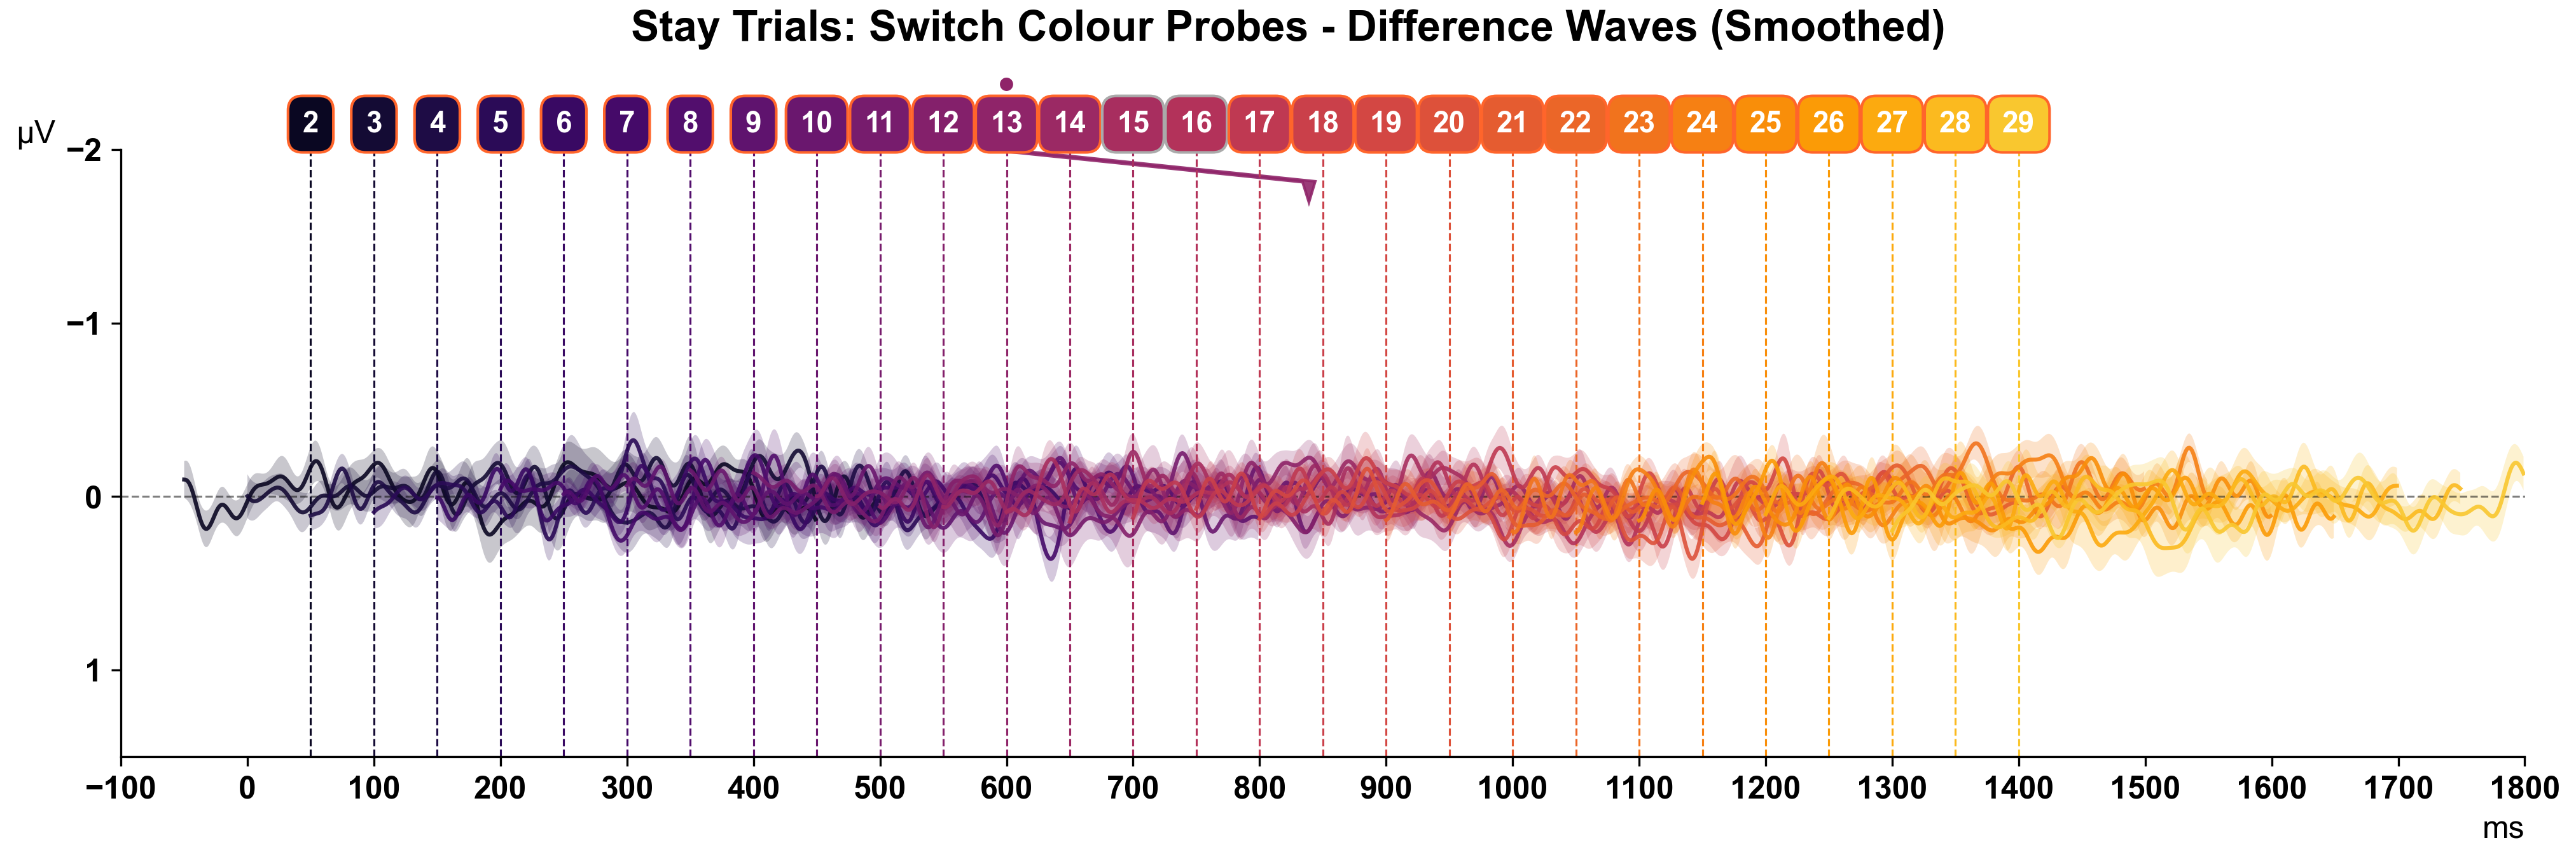 Stay Trials: Switch Colour Probes - Difference Waves (Smoothed)
2 3 4 5 6 7 8 9 10 11 12 13 14 15 16 17 18 19 20 21 22 23 24 25 26 27 28 29
µV
−2
−1
0
1
−100 0 100 200 300 400 500 600 700 800 900 1000 1100 1200 1300 1400 1500 1600 1700 1800
ms